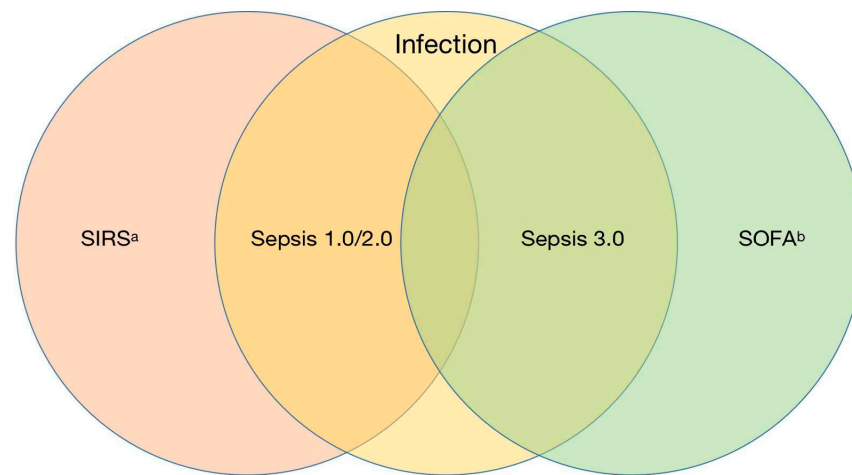 Infection
SIRSᵃ
Sepsis 1.0/2.0
Sepsis 3.0
SOFAᵇ